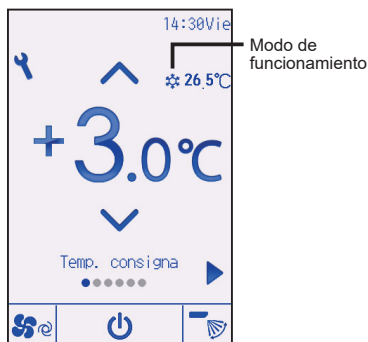 14:30Vie
Modo de
funcionamiento
26.5°C
+3.0°C
Temp. consigna